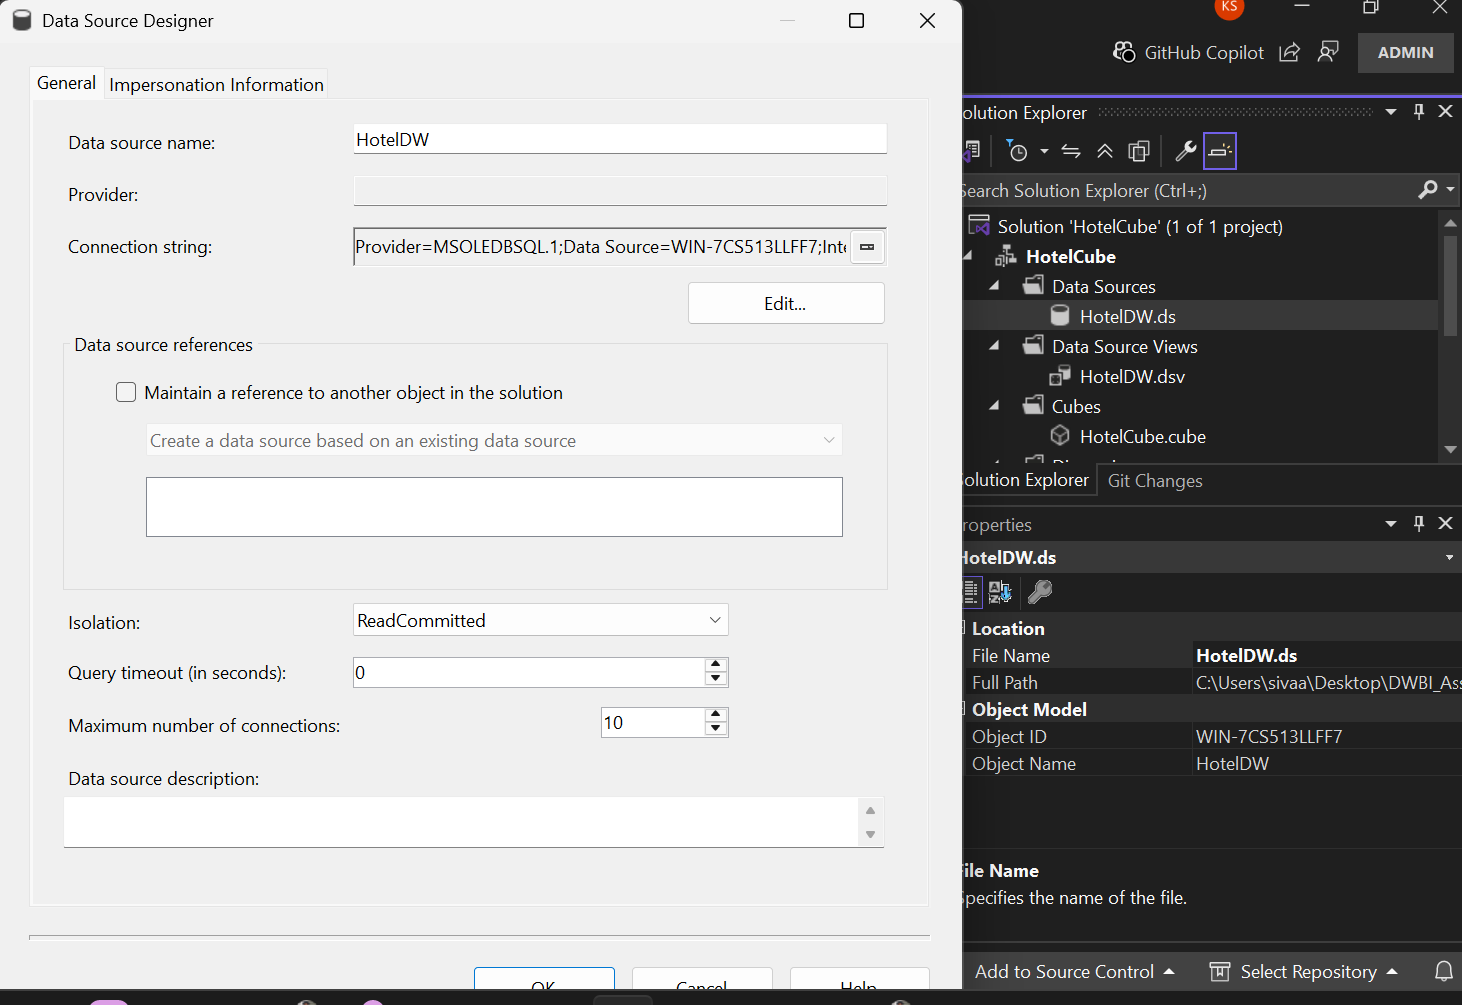 Data Source Designer
KS
GitHub Copilot
ADMIN
General
Impersonation Information
Data source name:
HotelDW
Provider:
Connection string:
Provider=MSOLEDBSQL.1;Data Source=WIN-7CS513LLFF7;Inte
Edit...
Data source references
Maintain a reference to another object in the solution
Create a data source based on an existing data source
Isolation:
ReadCommitted
Query timeout (in seconds):
0
Maximum number of connections:
10
Data source description:
OK
Cancel
Help
olution Explorer
Search Solution Explorer (Ctrl+;)
Solution 'HotelCube' (1 of 1 project)
HotelCube
Data Sources
HotelDW.ds
Data Source Views
HotelDW.dsv
Cubes
HotelCube.cube
olution Explorer
Git Changes
roperties
HotelDW.ds
Location
File Name
HotelDW.ds
Full Path
C:\Users\sivaa\Desktop\DWBI_Ass
Object Model
Object ID
WIN-7CS513LLFF7
Object Name
HotelDW
File Name
Specifies the name of the file.
Add to Source Control
Select Repository